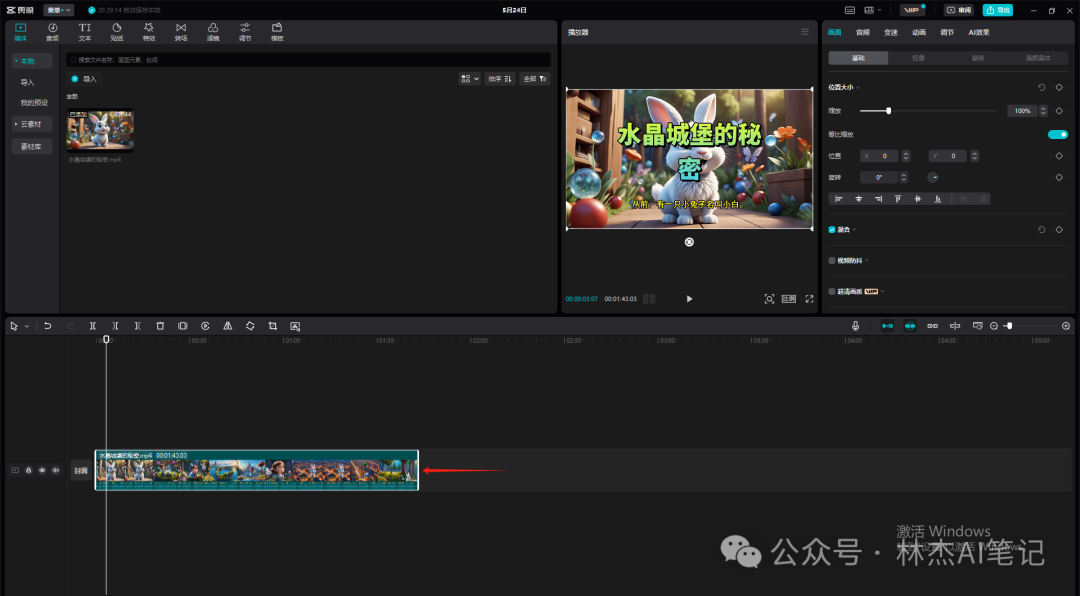 剪映
菜单
20:29:14 自动保存本地
5月24日
VIP
审阅
导出
媒体
音频
文本
贴纸
特效
转场
滤镜
调节
模板
本地
导入
我的预设
云素材
素材库
搜索文件名称、画面元素、台词
导入
排序
全部
全部
已添加
水晶城堡的秘密.mp4
播放器
水晶城堡的秘
密
从前,有一只小兔子名叫小白。
00:00:03:07
00:01:43:03
比例
画面
音频
变速
动画
调节
AI效果
基础
抠像
蒙版
美颜美体
位置大小
缩放
100%
等比缩放
位置
X
0
Y
0
旋转
0°
混合
视频防抖
超清画质
VIP
00:30
01:00
01:30
02:00
02:30
03:00
03:30
04:00
04:30
05:00
封面
水晶城堡的秘密.mp4 00:01:43:03
激活 Windows
公众号 · 林杰AI笔记